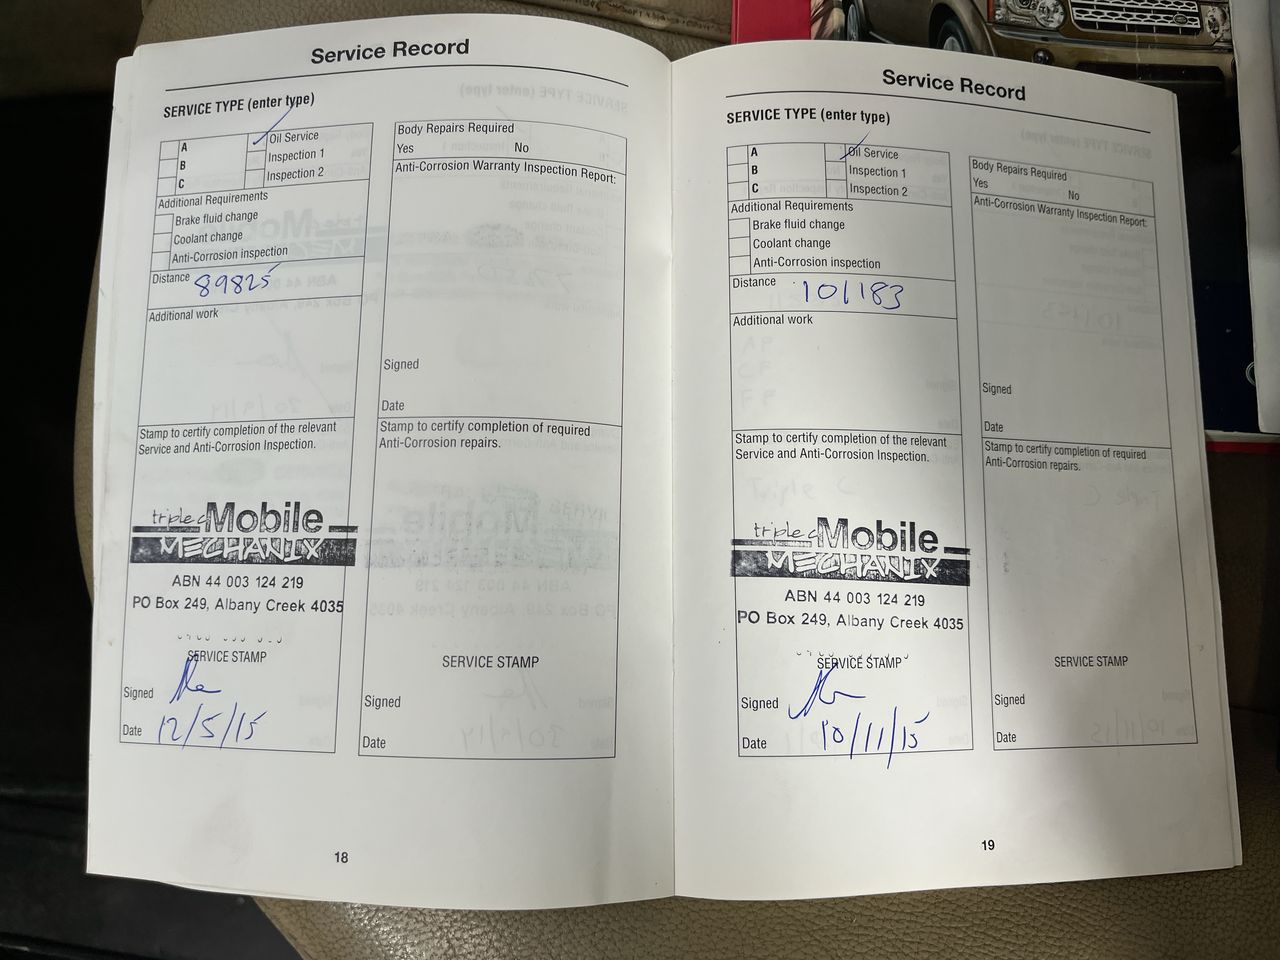 Service Record
SERVICE TYPE (enter type)
A
B
C
Oil Service
Inspection 1
Inspection 2
Additional Requirements
Brake fluid change
Coolant change
Anti-Corrosion inspection
Distance 89825
Additional work
Stamp to certify completion of the relevant
Service and Anti-Corrosion Inspection.
triple c Mobile
MECHANIX
ABN 44 003 124 219
PO Box 249, Albany Creek 4035
SERVICE STAMP
Signed
Date 12/5/15
Body Repairs Required
Yes No
Anti-Corrosion Warranty Inspection Report:
Signed
Date
Stamp to certify completion of required
Anti-Corrosion repairs.
SERVICE STAMP
Signed
Date
18
Service Record
SERVICE TYPE (enter type)
A
B
C
Oil Service
Inspection 1
Inspection 2
Additional Requirements
Brake fluid change
Coolant change
Anti-Corrosion inspection
Distance 101183
Additional work
Stamp to certify completion of the relevant
Service and Anti-Corrosion Inspection.
triple c Mobile
MECHANIX
ABN 44 003 124 219
PO Box 249, Albany Creek 4035
SERVICE STAMP
Signed
Date 10/11/15
Body Repairs Required
Yes No
Anti-Corrosion Warranty Inspection Report:
Signed
Date
Stamp to certify completion of required
Anti-Corrosion repairs.
SERVICE STAMP
Signed
Date
19